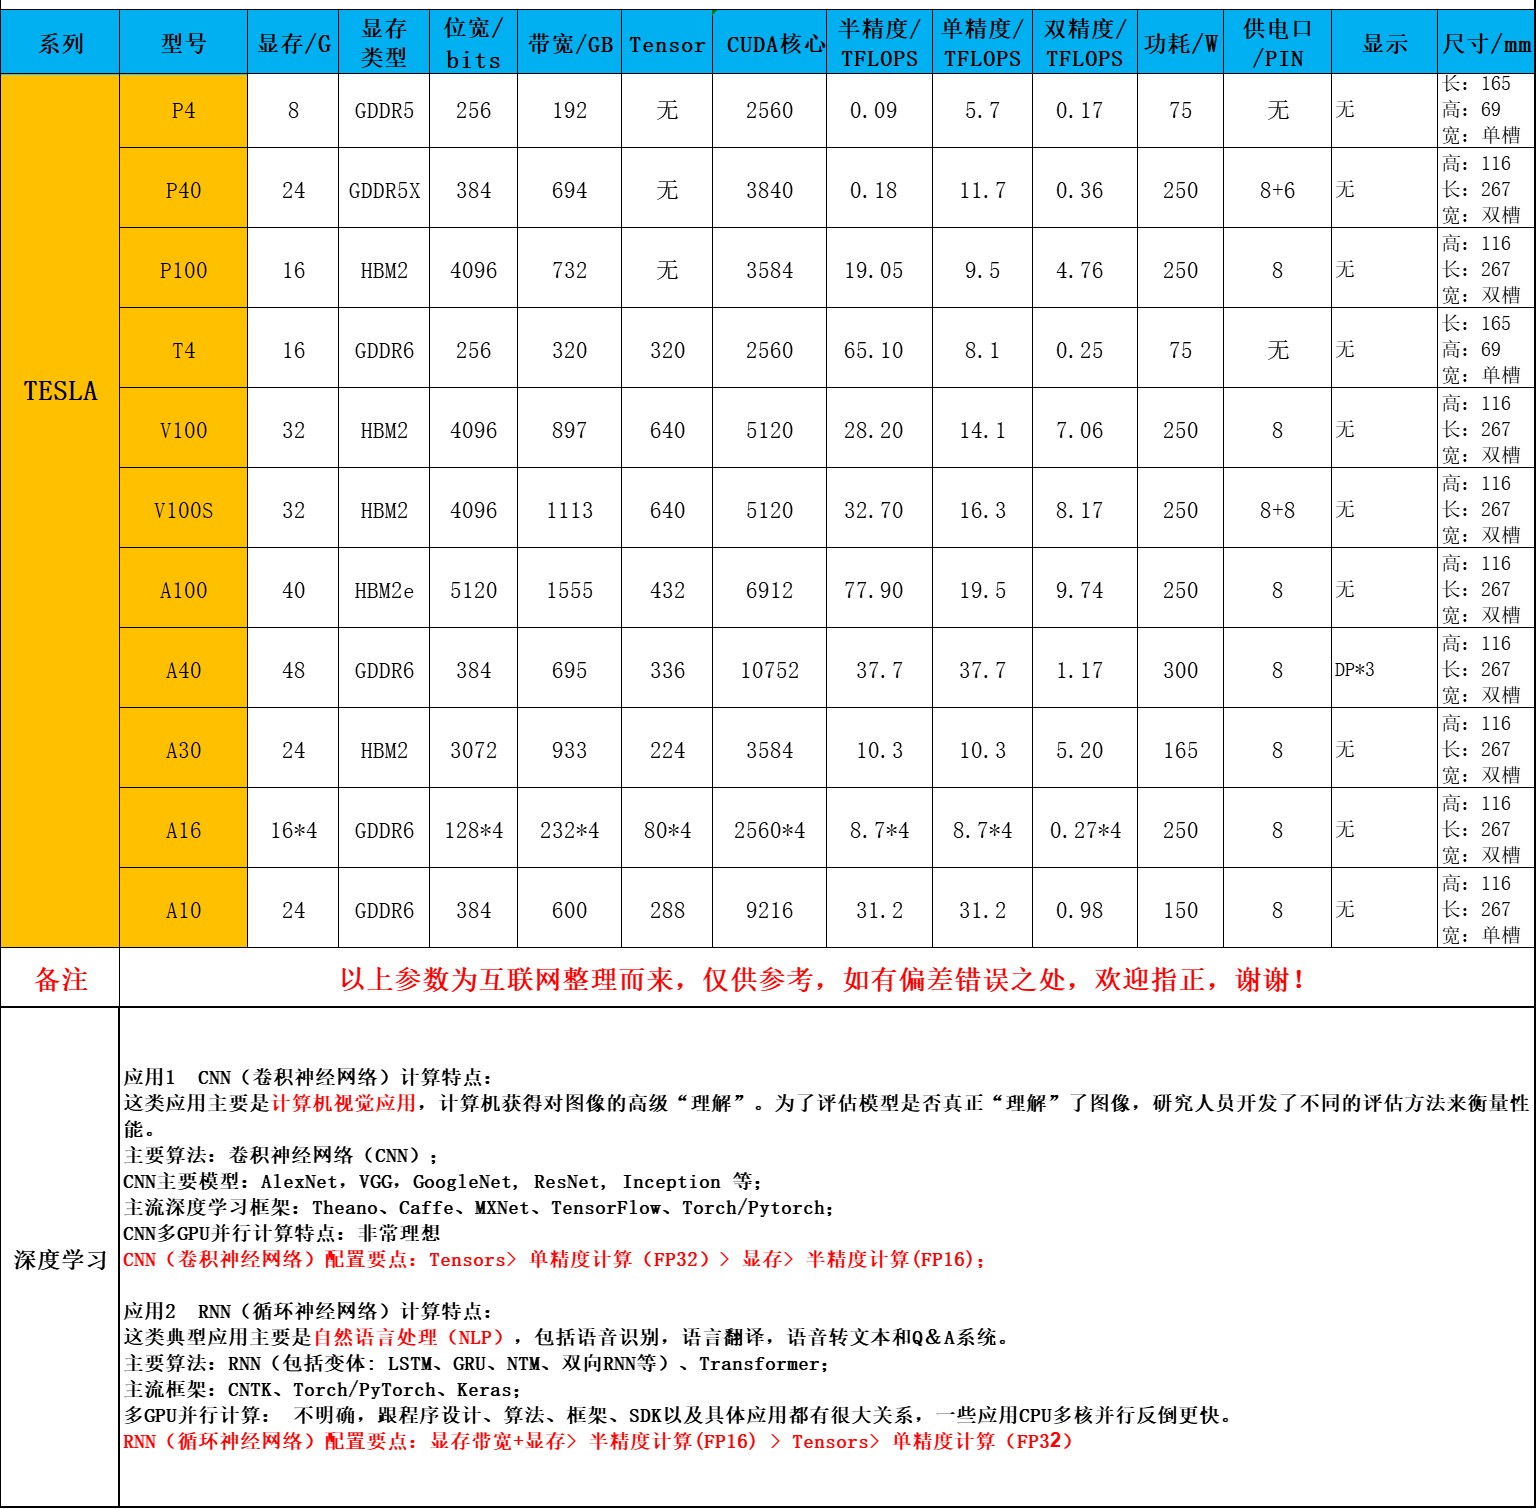 系列 型号 显存/G 显存类型 位宽/bits 带宽/GB Tensor CUDA核心 半精度/TFLOPS 单精度/TFLOPS 双精度/TFLOPS 功耗/W 供电口/PIN 显示 尺寸/mm
TESLA
P4 8 GDDR5 256 192 无 2560 0.09 5.7 0.17 75 无 无 长: 165 高: 69 宽: 单槽
P40 24 GDDR5X 384 694 无 3840 0.18 11.7 0.36 250 8+6 无 高: 116 长: 267 宽: 双槽
P100 16 HBM2 4096 732 无 3584 19.05 9.5 4.76 250 8 无 高: 116 长: 267 宽: 双槽
T4 16 GDDR6 256 320 320 2560 65.10 8.1 0.25 75 无 无 长: 165 高: 69 宽: 单槽
V100 32 HBM2 4096 897 640 5120 28.20 14.1 7.06 250 8 无 高: 116 长: 267 宽: 双槽
V100S 32 HBM2 4096 1113 640 5120 32.70 16.3 8.17 250 8+8 无 高: 116 长: 267 宽: 双槽
A100 40 HBM2e 5120 1555 432 6912 77.90 19.5 9.74 250 8 无 高: 116 长: 267 宽: 双槽
A40 48 GDDR6 384 695 336 10752 37.7 37.7 1.17 300 8 DP*3 高: 116 长: 267 宽: 双槽
A30 24 HBM2 3072 933 224 3584 10.3 10.3 5.20 165 8 无 高: 116 长: 267 宽: 双槽
A16 16*4 GDDR6 128*4 232*4 80*4 2560*4 8.7*4 8.7*4 0.27*4 250 8 无 高: 116 长: 267 宽: 双槽
A10 24 GDDR6 384 600 288 9216 31.2 31.2 0.98 150 8 无 高: 116 长: 267 宽: 单槽
备注 以上参数为互联网整理而来，仅供参考，如有偏差错误之处，欢迎指正，谢谢！
深度学习
应用1 CNN（卷积神经网络）计算特点：
这类应用主要是计算机视觉应用，计算机获得对图像的高级“理解”。为了评估模型是否真正“理解”了图像，研究人员开发了不同的评估方法来衡量性
能。
主要算法：卷积神经网络（CNN）；
CNN主要模型：AlexNet，VGG，GoogleNet, ResNet, Inception 等；
主流深度学习框架：Theano、Caffe、MXNet、TensorFlow、Torch/Pytorch；
CNN多GPU并行计算特点：非常理想
CNN（卷积神经网络）配置要点：Tensors> 单精度计算（FP32）> 显存> 半精度计算(FP16)；
应用2 RNN（循环神经网络）计算特点：
这类典型应用主要是自然语言处理（NLP），包括语音识别，语言翻译，语音转文本和Q＆A系统。
主要算法：RNN（包括变体: LSTM、GRU、NTM、双向RNN等）、Transformer；
主流框架：CNTK、Torch/PyTorch、Keras；
多GPU并行计算： 不明确，跟程序设计、算法、框架、SDK以及具体应用都有很大关系，一些应用CPU多核并行反倒更快。
RNN（循环神经网络）配置要点：显存带宽+显存> 半精度计算(FP16) > Tensors> 单精度计算（FP32）